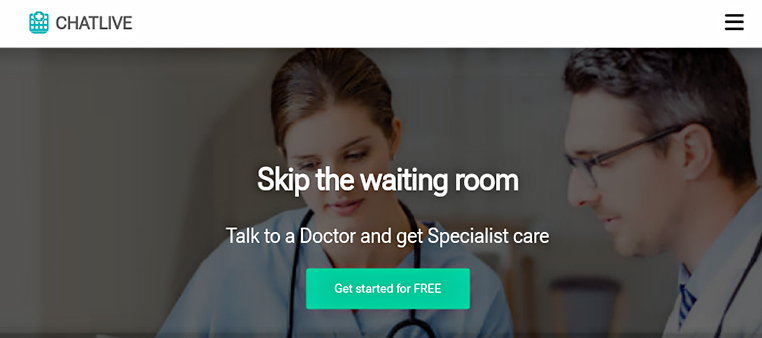 CHATLIVE
Skip the waiting room
Talk to a Doctor and get Specialist care
Get started for FREE